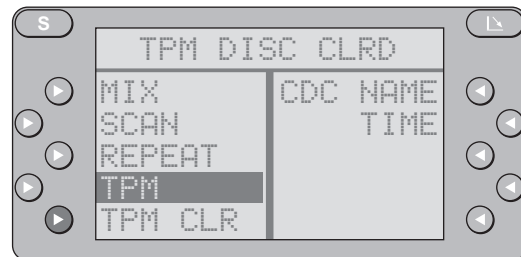 S
TPM DISC CLRD
MIX
SCAN
REPEAT
TPM
TPM CLR
CDC NAME
TIME